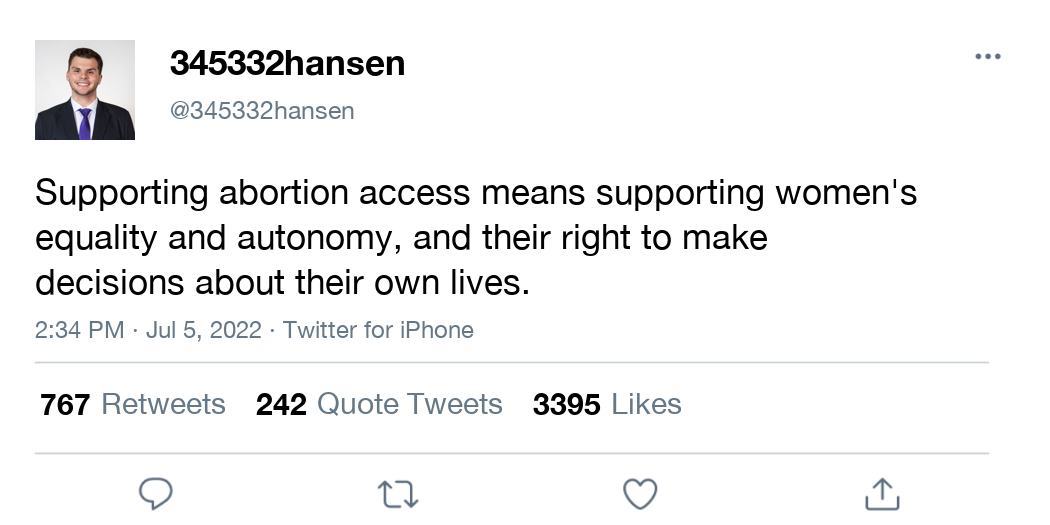 345332hansen
@345332hansen
Supporting abortion access means supporting women's
equality and autonomy, and their right to make
decisions about their own lives.
2:34 PM · Jul 5, 2022 · Twitter for iPhone
767 Retweets 242 Quote Tweets 3395 Likes